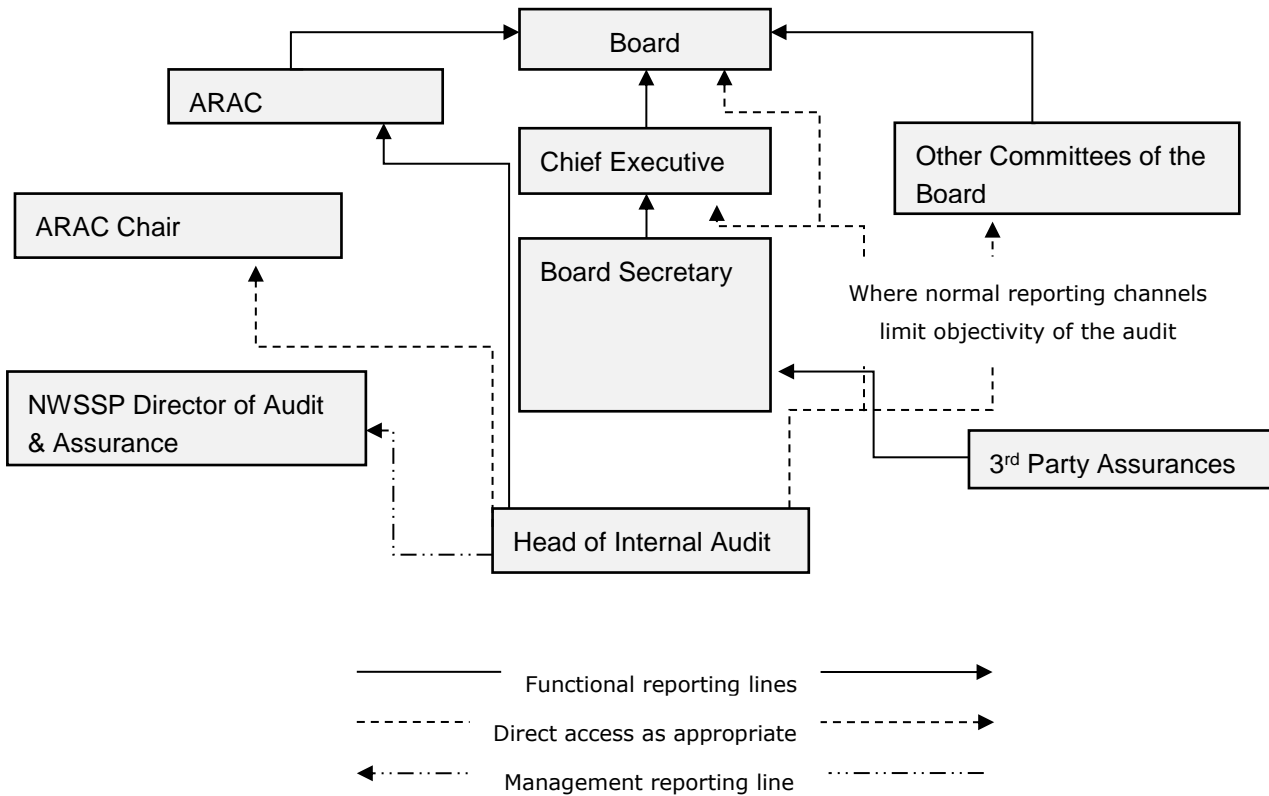 Board
ARAC
Chief Executive
Other Committees of the
Board
ARAC Chair
Board Secretary
Where normal reporting channels
limit objectivity of the audit
NWSSP Director of Audit
& Assurance
3rd Party Assurances
Head of Internal Audit
Functional reporting lines
Direct access as appropriate
Management reporting line